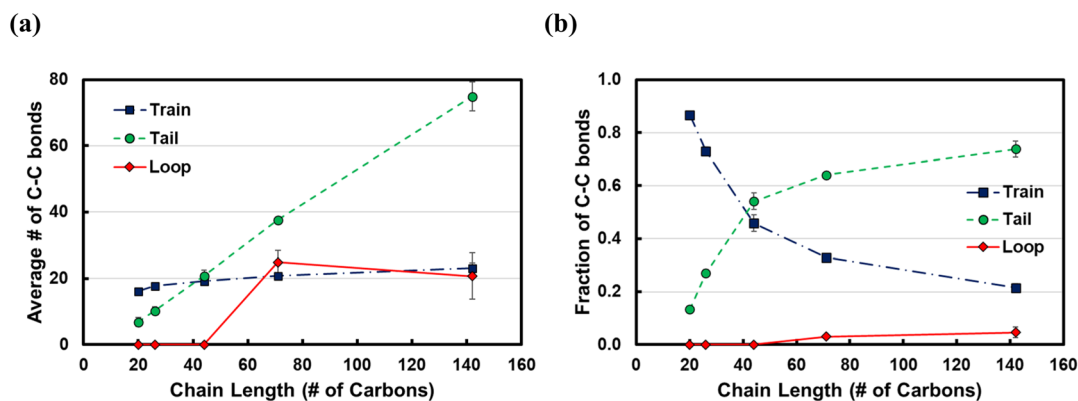 (a)
(b)
Average # of C-C bonds
80
60
40
20
0
Train
Tail
Loop
0 20 40 60 80 100 120 140 160
Chain Length (# of Carbons)
Fraction of C-C bonds
1.0
0.8
0.6
0.4
0.2
0.0
Train
Tail
Loop
0 20 40 60 80 100 120 140 160
Chain Length (# of Carbons)